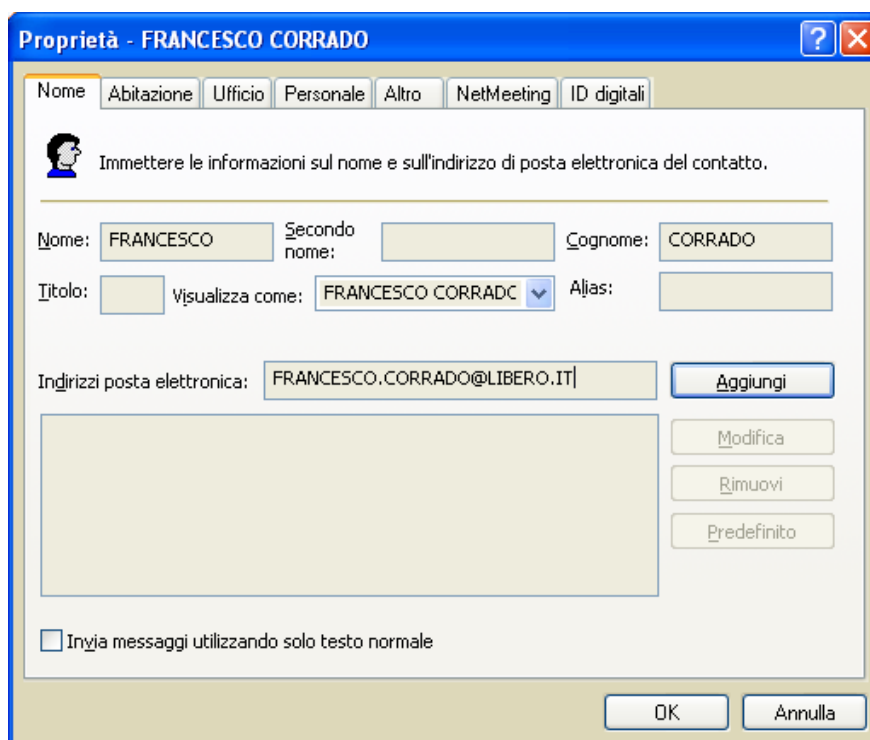 Proprietà - FRANCESCO CORRADO
Nome Abitazione Ufficio Personale Altro NetMeeting ID digitali
Immettere le informazioni sul nome e sull'indirizzo di posta elettronica del contatto.
Nome: FRANCESCO Secondo nome: Cognome: CORRADO
Titolo: Visualizza come: FRANCESCO CORRADO Alias:
Indirizzi posta elettronica: FRANCESCO.CORRADO@LIBERO.IT Aggiungi
Modifica
Rimuovi
Predefinito
Invia messaggi utilizzando solo testo normale
OK Annulla